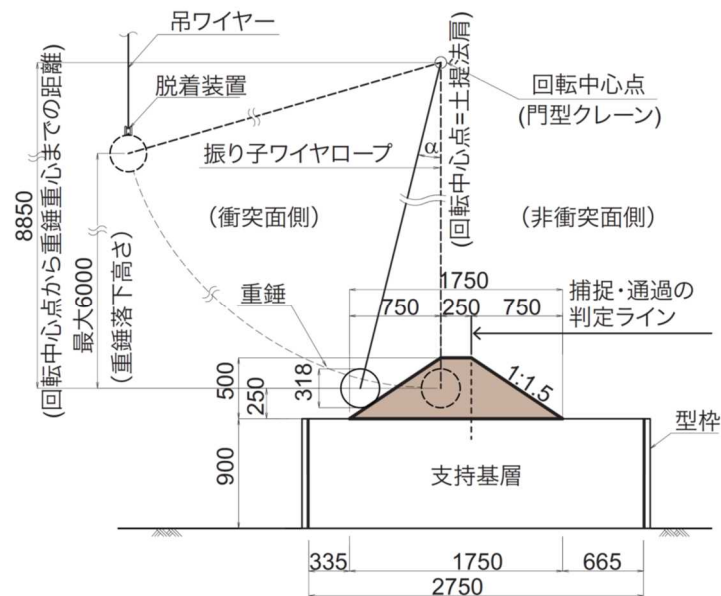 吊ワイヤー
脱着装置
(回転中心点から重錘重心までの距離)
8850
最大6000
(重錘落下高さ)
振り子ワイヤロープ
α
(回転中心点=土提法肩)
回転中心点
(門型クレーン)
(衝突面側)
(非衝突面側)
重錘
1750
750
250
750
捕捉・通過の
判定ライン
500
250
318
1:1.5
型枠
900
支持基層
335
1750
665
2750